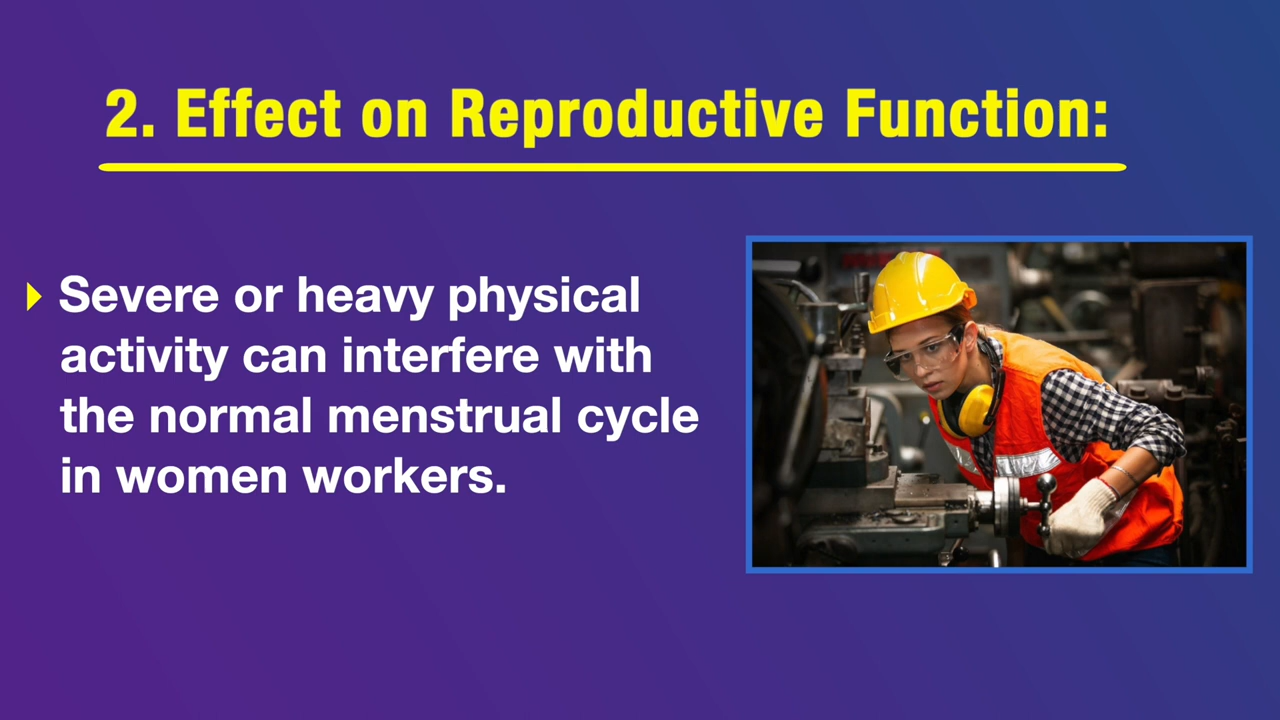 2. Effect on Reproductive Function:
Severe or heavy physical
activity can interfere with
the normal menstrual cycle
in women workers.